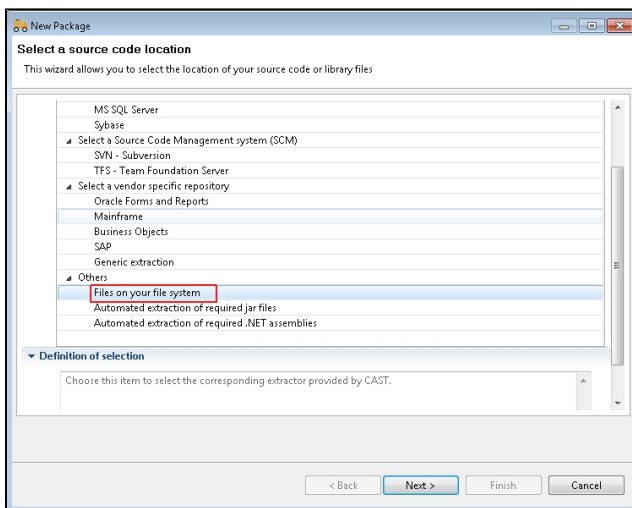 New Package
Select a source code location
This wizard allows you to select the location of your source code or library files
MS SQL Server
Sybase
Select a Source Code Management system (SCM)
SVN - Subversion
TFS - Team Foundation Server
Select a vendor specific repository
Oracle Forms and Reports
Mainframe
Business Objects
SAP
Generic extraction
Others
Files on your file system
Automated extraction of required jar files
Automated extraction of required .NET assemblies
Definition of selection
Choose this item to select the corresponding extractor provided by CAST.
< Back Next > Finish Cancel